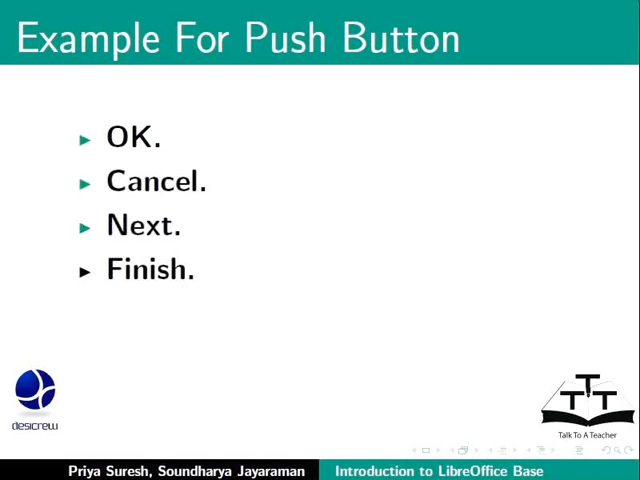 Example For Push Button
OK.
Cancel.
Next.
Finish.
desicrew
T T T
Talk To A Teacher
Priya Suresh, Soundharya Jayaraman
Introduction to LibreOffice Base